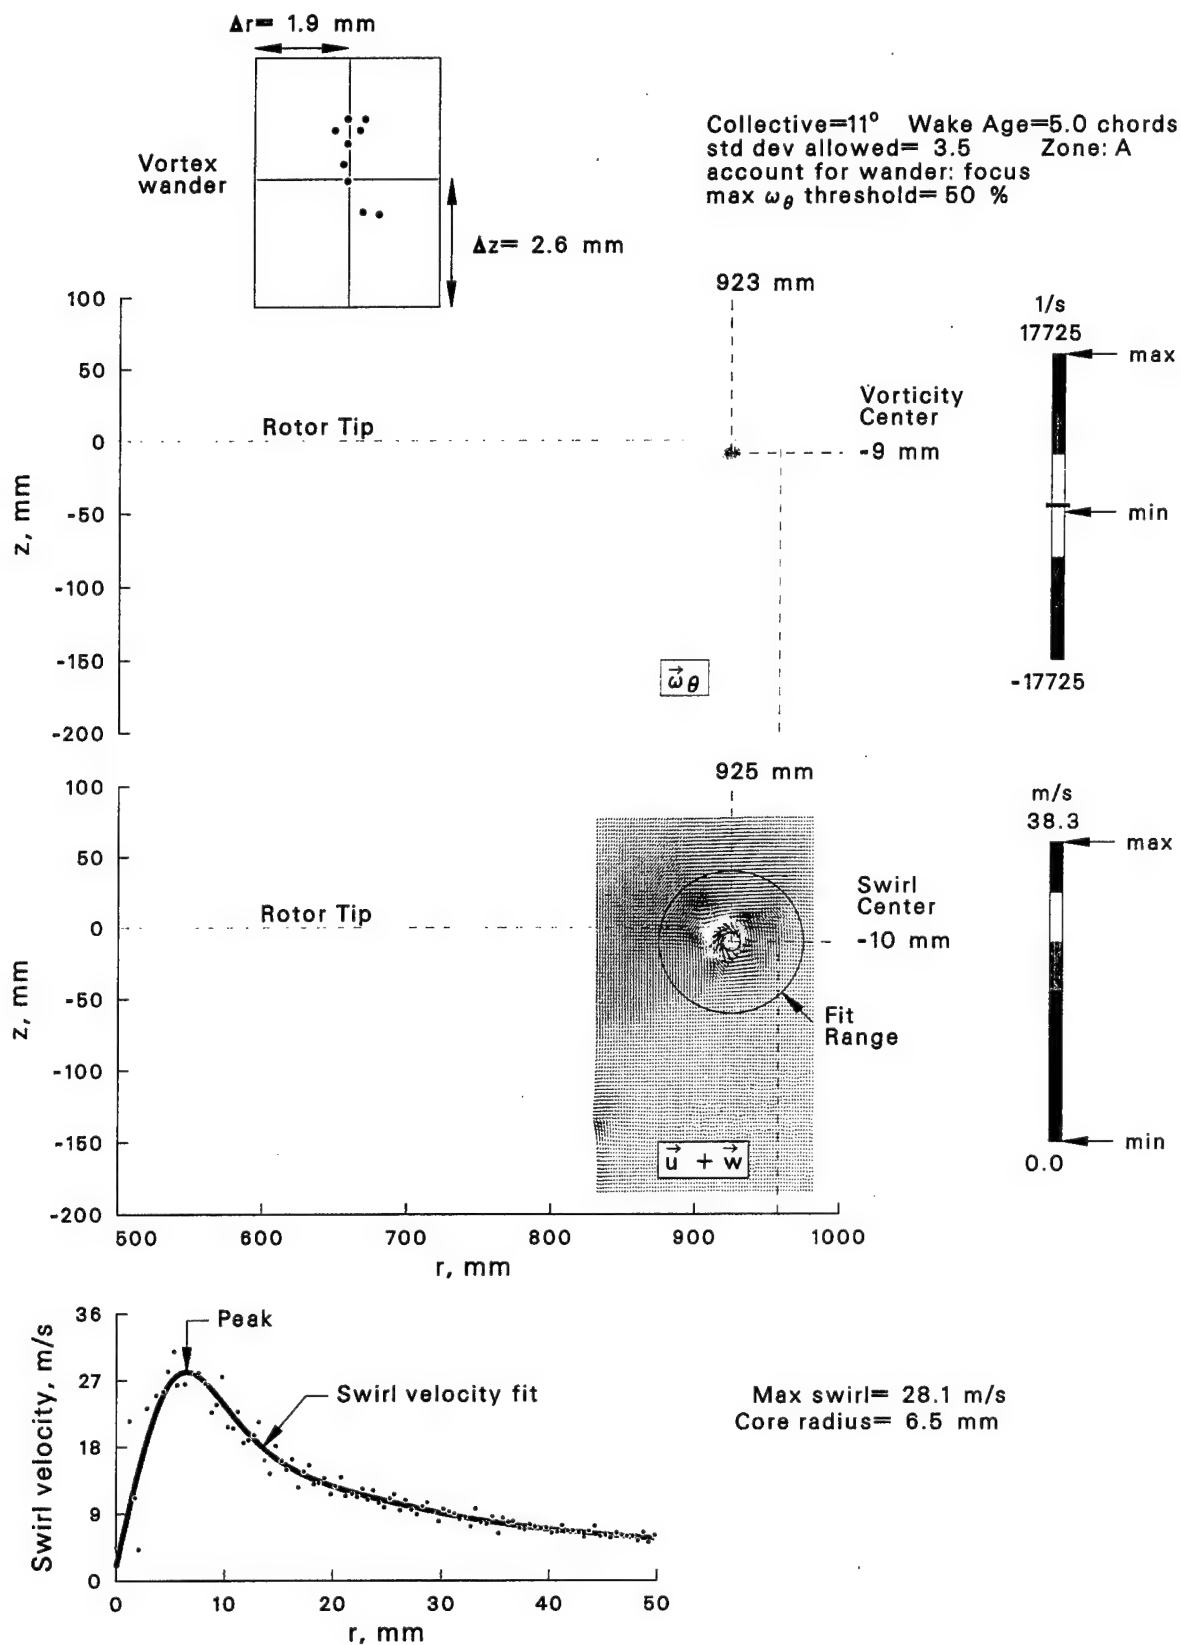 Δr= 1.9 mm
Vortex
wander
Δz= 2.6 mm
Collective=11° Wake Age=5.0 chords
std dev allowed= 3.5 Zone: A
account for wander: focus
max ωθ threshold= 50 %
923 mm
100
50
0
-50
-100
-150
-200
z, mm
Rotor Tip
Vorticity
Center
-9 mm
ωθ
1/s
17725
max
min
-17725
925 mm
100
50
0
-50
-100
-150
-200
z, mm
Rotor Tip
Swirl
Center
-10 mm
Fit
Range
u + w
m/s
38.3
max
min
0.0
500 600 700 800 900 1000
r, mm
36
27
18
9
0
Swirl velocity, m/s
Peak
Swirl velocity fit
Max swirl= 28.1 m/s
Core radius= 6.5 mm
0 10 20 30 40 50
r, mm